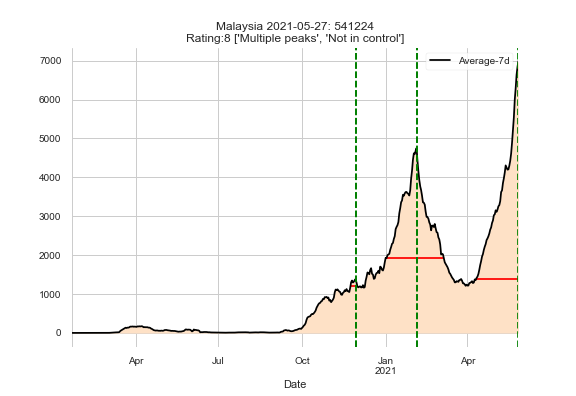 Malaysia 2021-05-27: 541224
Rating:8 ['Multiple peaks', 'Not in control']
Average-7d
7000
6000
5000
4000
3000
2000
1000
0
Apr
Jul
Oct
Jan
2021
Apr
Date